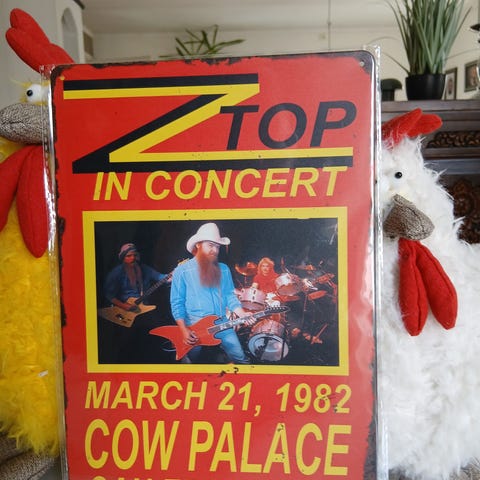 ZZ TOP
IN CONCERT
MARCH 21, 1982
COW PALACE